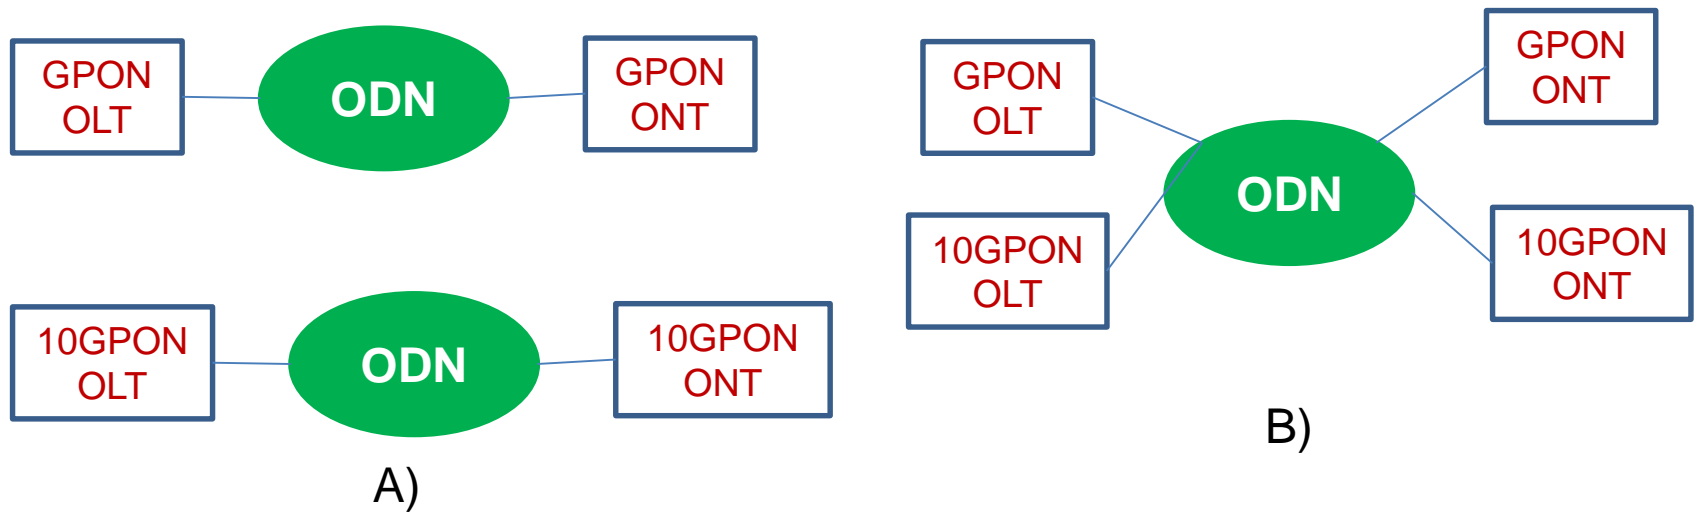 GPON
OLT
ODN
GPON
ONT
10GPON
OLT
ODN
10GPON
ONT
A)
GPON
OLT
GPON
ONT
ODN
10GPON
OLT
10GPON
ONT
B)